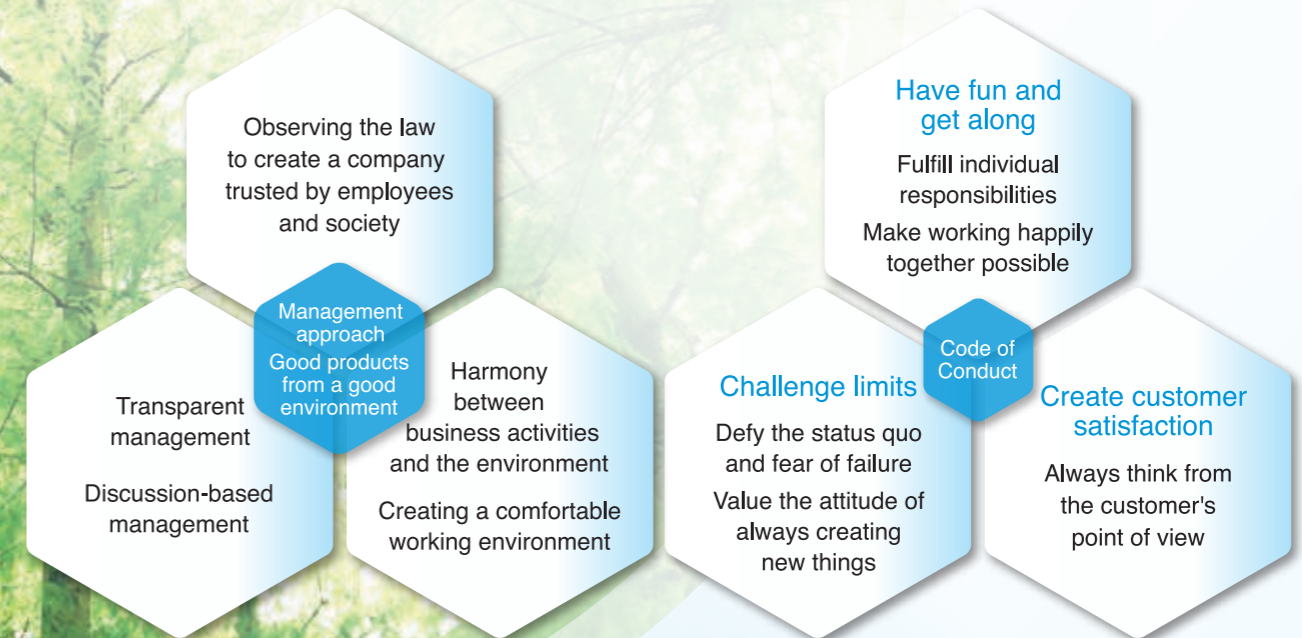 Observing the law
to create a company
trusted by employees
and society
Management
approach
Good products
from a good
environment
Transparent
management
Discussion-based
management
Harmony
between
business activities
and the environment
Creating a comfortable
working environment
Have fun and
get along
Fulfill individual
responsibilities
Make working happily
together possible
Code of
Conduct
Challenge limits
Defy the status quo
and fear of failure
Value the attitude of
always creating
new things
Create customer
satisfaction
Always think from
the customer's
point of view